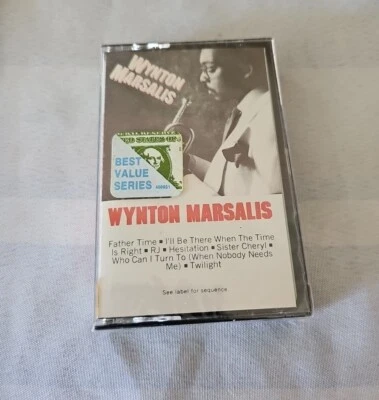 WYNTON
MARSALIS
BEST
VALUE
SERIES
WYNTON MARSALIS
Father Time ▪ I'll Be There When The Time
Is Right ▪ RJ ▪ Hesitation ▪ Sister Cheryl ▪
Who Can I Turn To (When Nobody Needs
Me) ▪ Twilight
See label for sequence